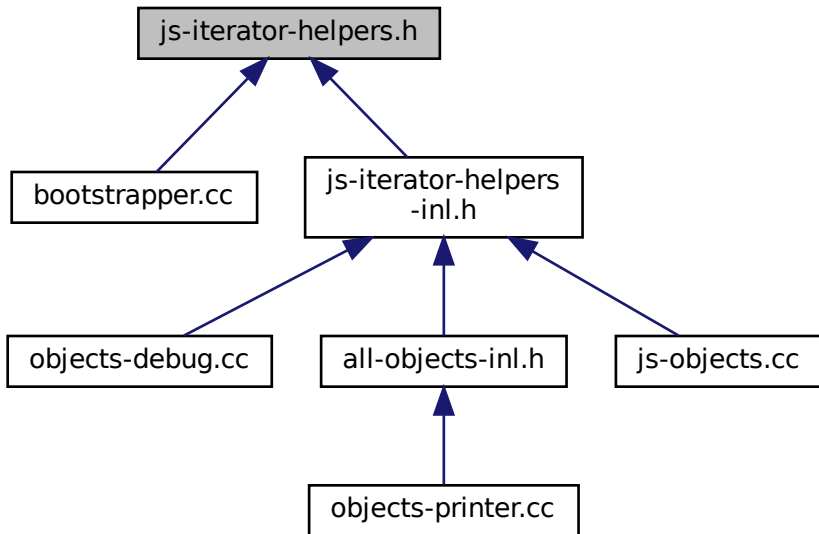 js-iterator-helpers.h
bootstrapper.cc
js-iterator-helpers
-inl.h
objects-debug.cc
all-objects-inl.h
js-objects.cc
objects-printer.cc